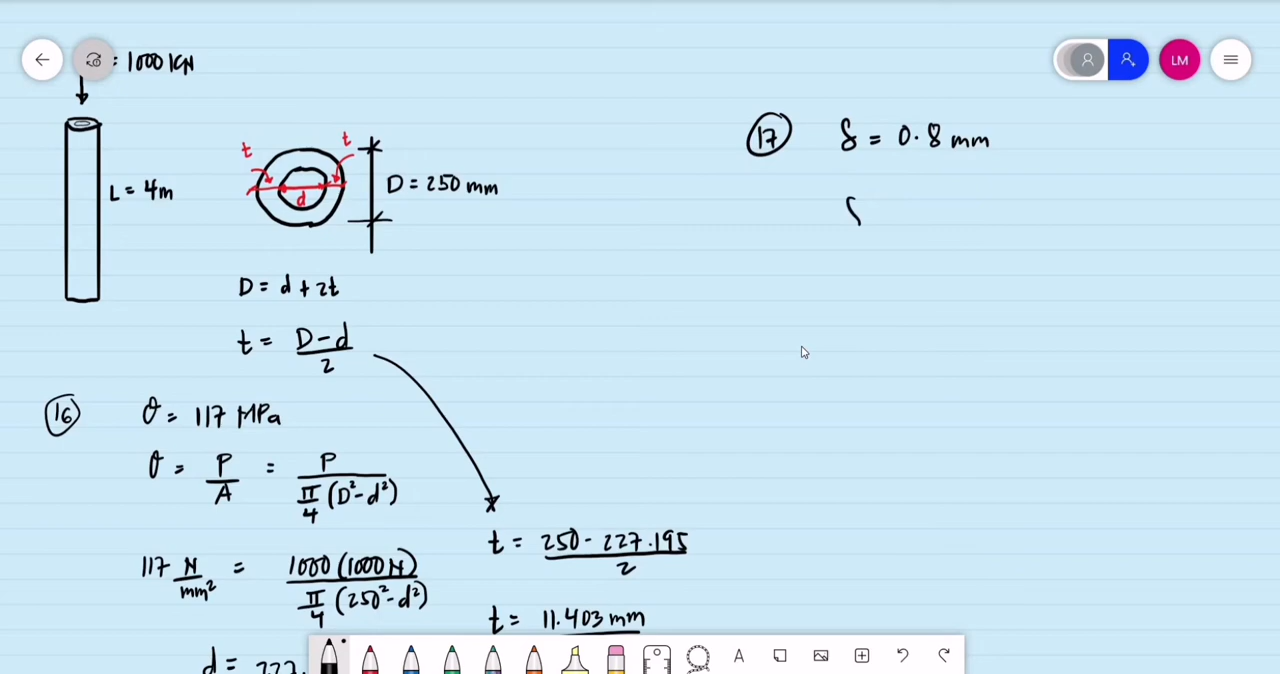 : 1000 KN
L = 4m
t
t
d
D = 250 mm
D = d + 2t
t = D - d / 2
16
σ = 117 MPa
σ = P / A = P / π/4 (D² - d²)
117 N/mm² = 1000 (1000 N) / π/4 (250² - d²)
d = 227.
t = 250 - 227.195 / 2
t = 11.403 mm
17
δ = 0.8 mm
LM
A